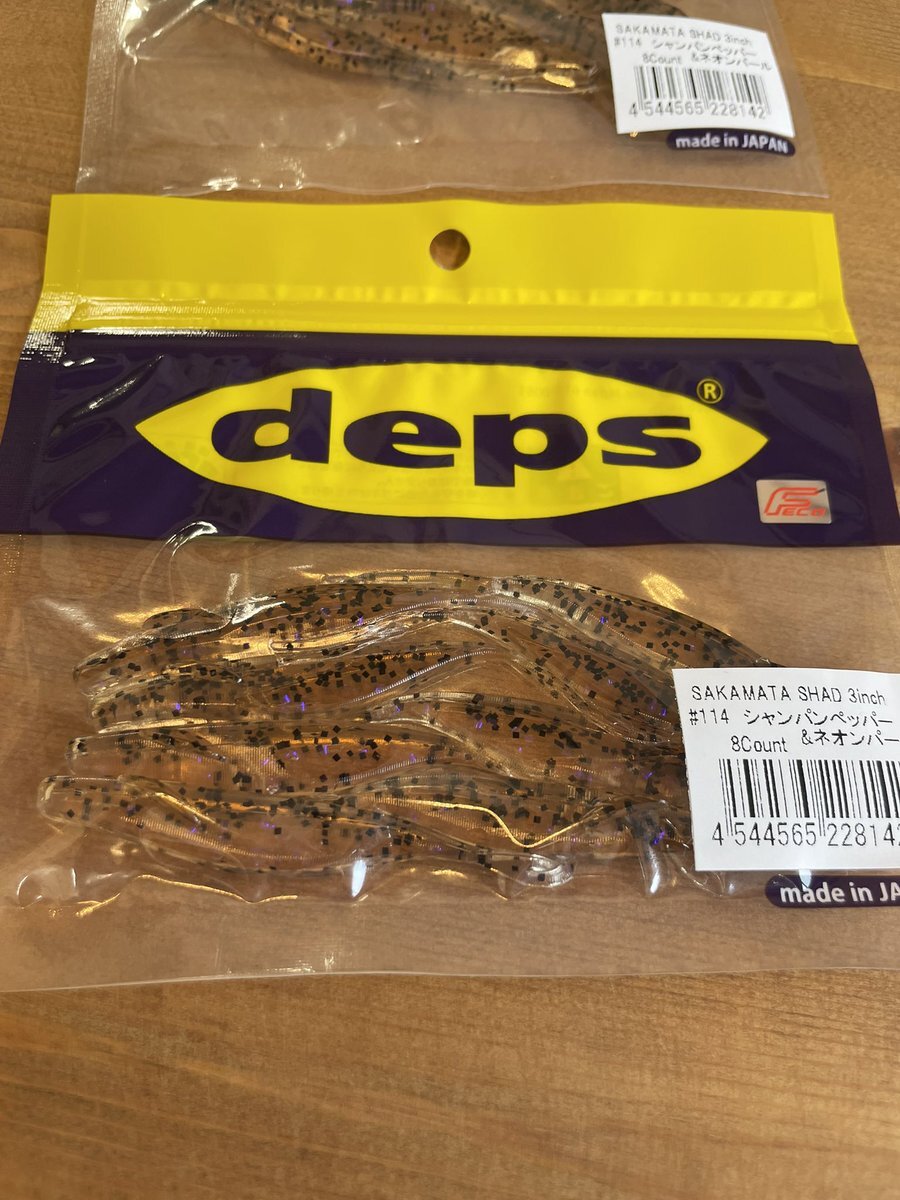 SAKAMATA SHAD 3inch
#114 シャンパンペッパー
8Count &ネオンパール
4 544565 228142
made in JAPAN
deps®
FECO
SAKAMATA SHAD 3inch
#114 シャンパンペッパー
8Count &ネオンパー
4 544565 228142
made in JA